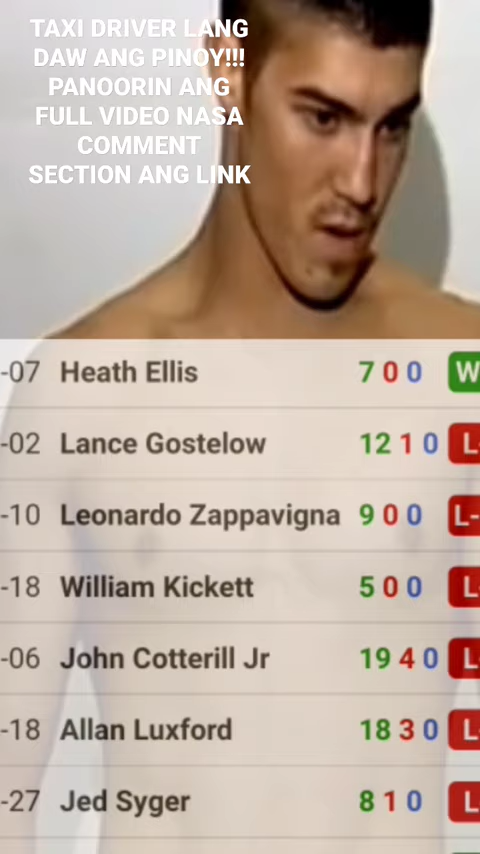 TAXI DRIVER LANG
DAW ANG PINOY!!!
PANOORIN ANG
FULL VIDEO NASA
COMMENT
SECTION ANG LINK
-07 Heath Ellis 7 0 0 W
-02 Lance Gostelow 12 1 0 L-
-10 Leonardo Zappavigna 9 0 0 L-
-18 William Kickett 5 0 0 L
-06 John Cotterill Jr 19 4 0 L
-18 Allan Luxford 18 3 0 L
-27 Jed Syger 8 1 0 L